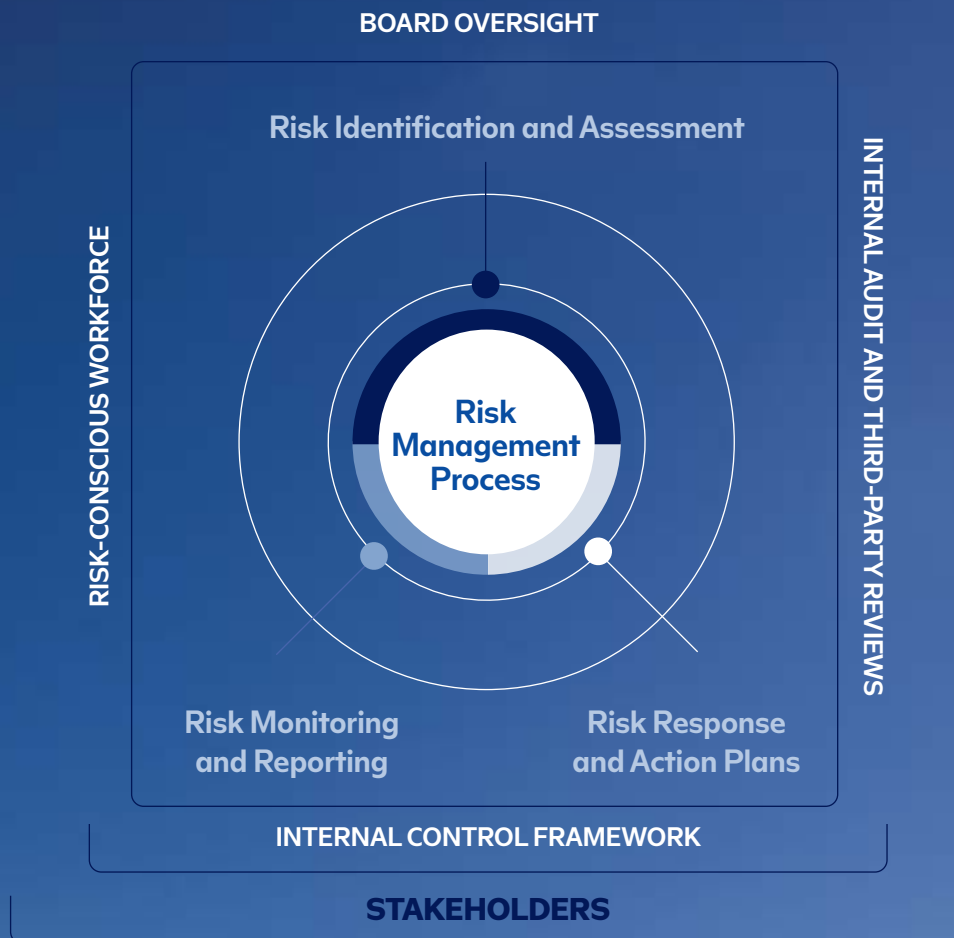 BOARD OVERSIGHT
Risk Identification and Assessment
RISK-CONSCIOUS WORKFORCE
INTERNAL AUDIT AND THIRD-PARTY REVIEWS
Risk
Management
Process
Risk Monitoring
and Reporting
Risk Response
and Action Plans
INTERNAL CONTROL FRAMEWORK
STAKEHOLDERS